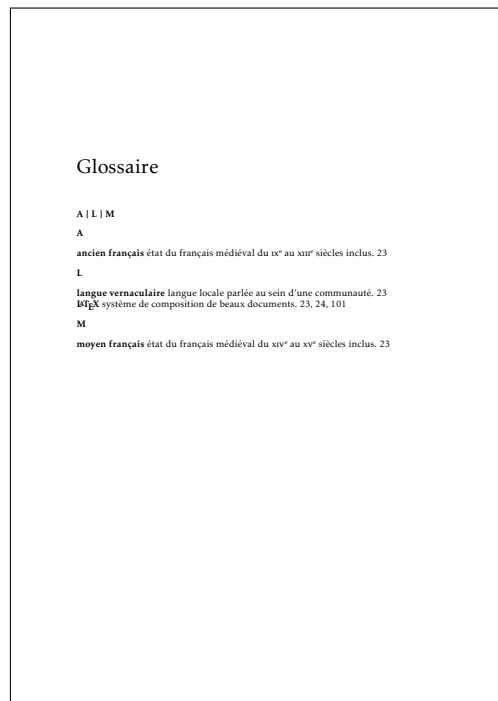 Glossaire
A | L | M
A
ancien français état du français médiéval du IXe au XIIIe siècles inclus. 23
L
langue vernaculaire langue locale parlée au sein d’une communauté. 23
LATEX système de composition de beaux documents. 23, 24, 101
M
moyen français état du français médiéval du XIVe au XVe siècles inclus. 23